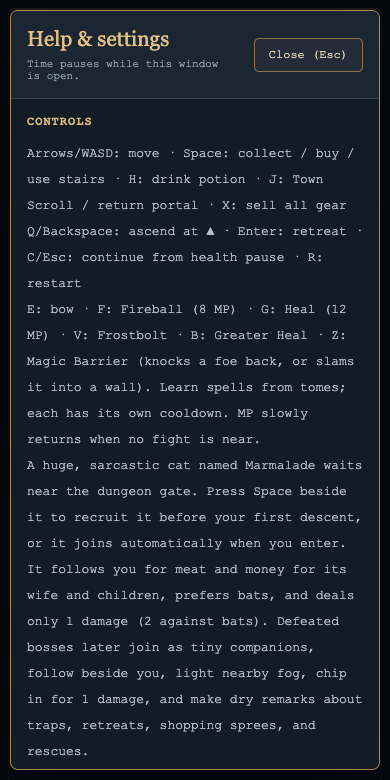 Help & settings
Time pauses while this window
is open.
Close (Esc)
CONTROLS
Arrows/WASD: move · Space: collect / buy /
use stairs · H: drink potion · J: Town
Scroll / return portal · X: sell all gear
Q/Backspace: ascend at ▲ · Enter: retreat ·
C/Esc: continue from health pause · R:
restart
E: bow · F: Fireball (8 MP) · G: Heal (12
MP) · V: Frostbolt · B: Greater Heal · Z:
Magic Barrier (knocks a foe back, or slams
it into a wall). Learn spells from tomes;
each has its own cooldown. MP slowly
returns when no fight is near.
A huge, sarcastic cat named Marmalade waits
near the dungeon gate. Press Space beside
it to recruit it before your first descent,
or it joins automatically when you enter.
It follows you for meat and money for its
wife and children, prefers bats, and deals
only 1 damage (2 against bats). Defeated
bosses later join as tiny companions,
follow beside you, light nearby fog, chip
in for 1 damage, and make dry remarks about
traps, retreats, shopping sprees, and
rescues.